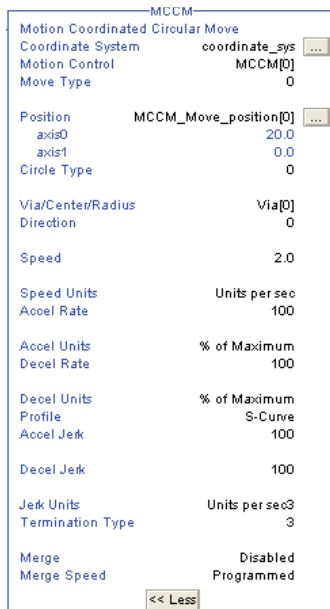 MCCM
Motion Coordinated Circular Move
Coordinate System coordinate_sys ...
Motion Control MCCM[0]
Move Type 0
Position MCCM_Move_position[0] ...
axis0 20.0
axis1 0.0
Circle Type 0
Via/Center/Radius Via[0]
Direction 0
Speed 2.0
Speed Units Units per sec
Accel Rate 100
Accel Units % of Maximum
Decel Rate 100
Decel Units % of Maximum
Profile S-Curve
Accel Jerk 100
Decel Jerk 100
Jerk Units Units per sec3
Termination Type 3
Merge Disabled
Merge Speed Programmed
<< Less